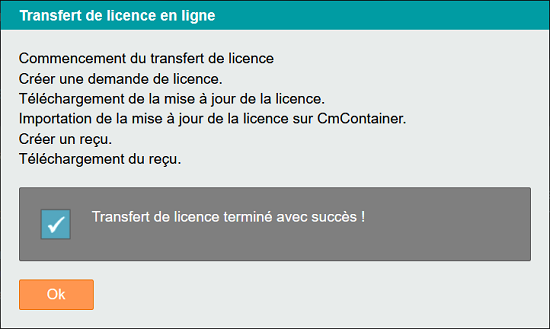 Transfert de licence en ligne
Commencement du transfert de licence
Créer une demande de licence.
Téléchargement de la mise à jour de la licence.
Importation de la mise à jour de la licence sur CmContainer.
Créer un reçu.
Téléchargement du reçu.
Transfert de licence terminé avec succès !
Ok